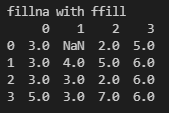 fillna with ffill
     0    1    2    3
0  3.0  NaN  2.0  5.0
1  3.0  4.0  5.0  6.0
2  3.0  3.0  2.0  6.0
3  5.0  3.0  7.0  6.0